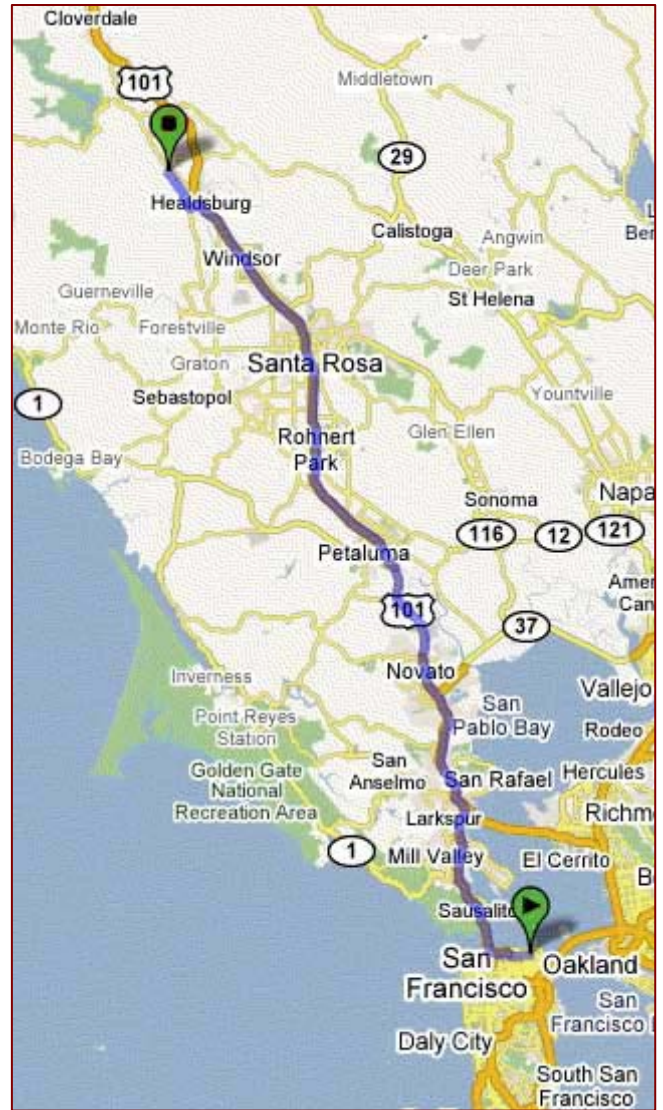 Cloverdale
101
Middletown
29
Healdsburg
Calistoga
Angwin
Windsor
Deer Park
Guerneville
St Helena
Monte Rio
Forestville
Santa Rosa
Graton
Sebastopol
Yountville
1
Rohnert
Park
Glen Ellen
Bodega Bay
Sonoma
Napa
116
12
121
Petaluma
101
37
Novato
Inverness
Vallejo
San
Pablo Bay
Point Reyes
Station
Rodeo
San
Anselmo
San Rafael
Hercules
Golden Gate
National
Recreation Area
Larkspur
1
Mill Valley
El Cerrito
Sausalito
San
Francisco
Oakland
San
Francisco
Daly City
South San
Francisco